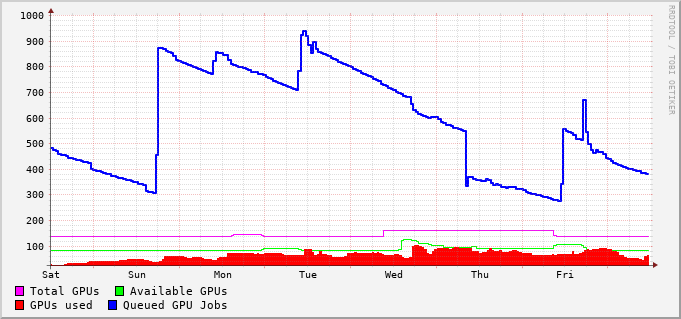 1000
900
800
700
600
500
400
300
200
100
Sat Sun Mon Tue Wed Thu Fri
Total GPUs Available GPUs
GPUs used Queued GPU Jobs
RRDTOOL / TOBI OETIKER